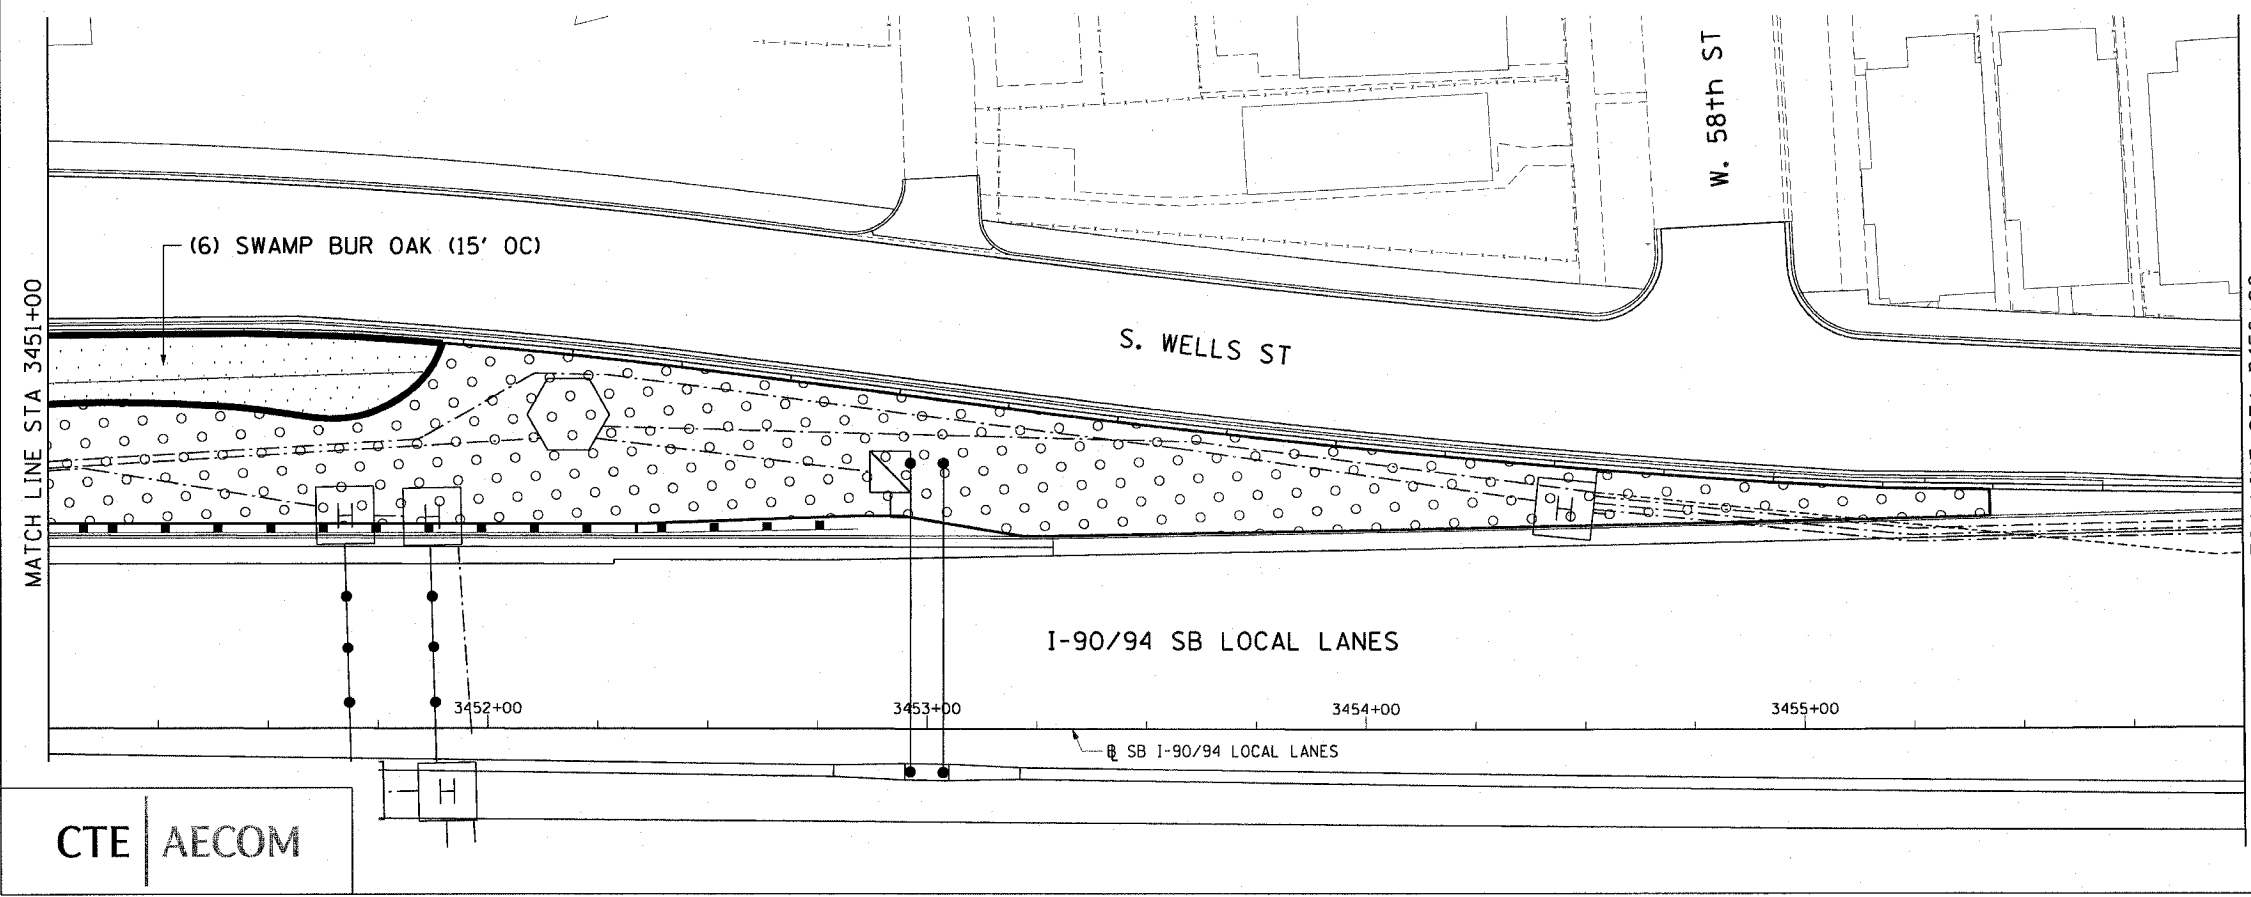 W. 58th ST
(6) SWAMP BUR OAK (15' OC)
MATCH LINE STA 3451+00
S. WELLS ST
H
H
H
I-90/94 SB LOCAL LANES
3452+00
3453+00
3454+00
3455+00
SB I-90/94 LOCAL LANES
H
CTE AECOM